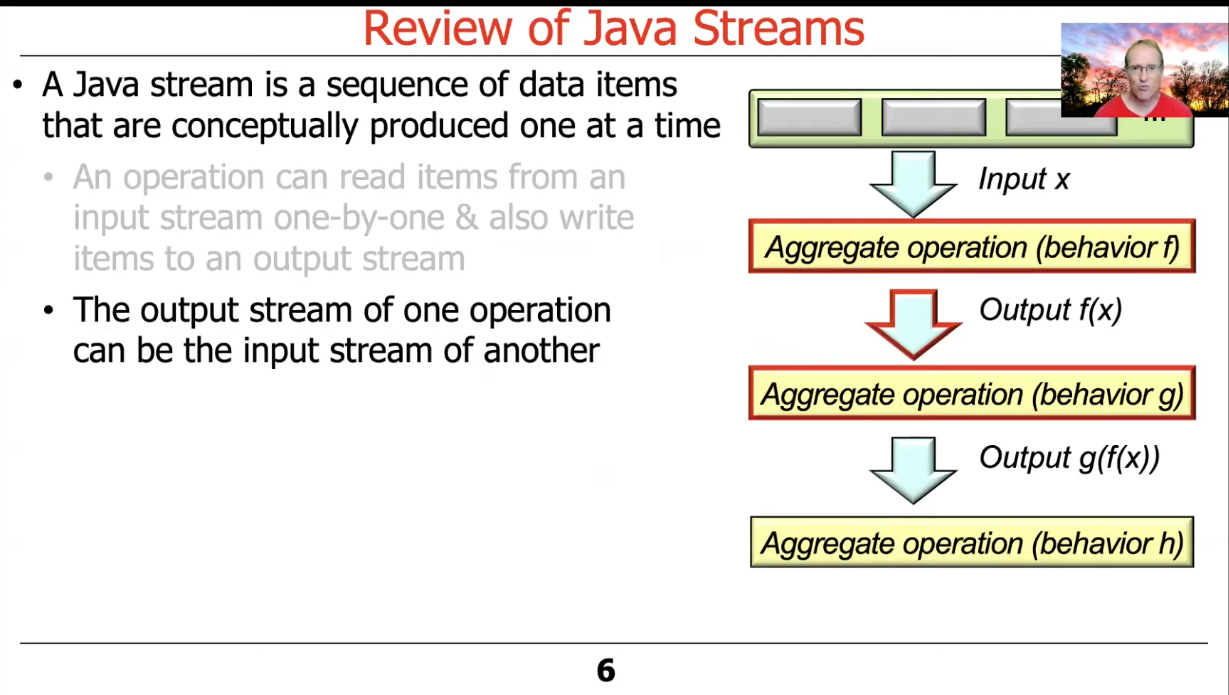 Review of Java Streams
• A Java stream is a sequence of data items
that are conceptually produced one at a time
• An operation can read items from an
input stream one-by-one & also write
items to an output stream
• The output stream of one operation
can be the input stream of another
...
Input x
Aggregate operation (behavior f)
Output f(x)
Aggregate operation (behavior g)
Output g(f(x))
Aggregate operation (behavior h)
6